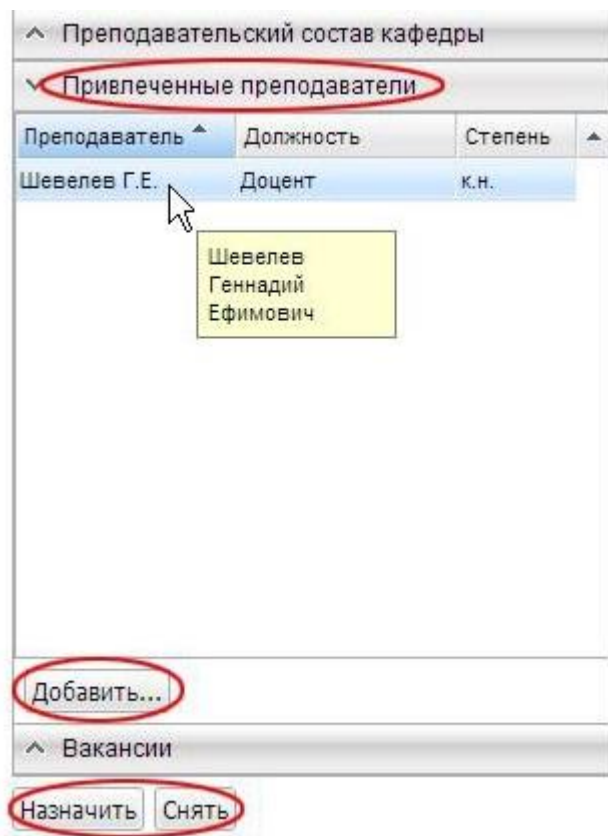 Преподавательский состав кафедры
Привлеченные преподаватели
Преподаватель Должность Степень
Шевелев Г.Е. Доцент к.н.
Шевелев
Геннадий
Ефимович
Добавить...
Вакансии
Назначить Снять